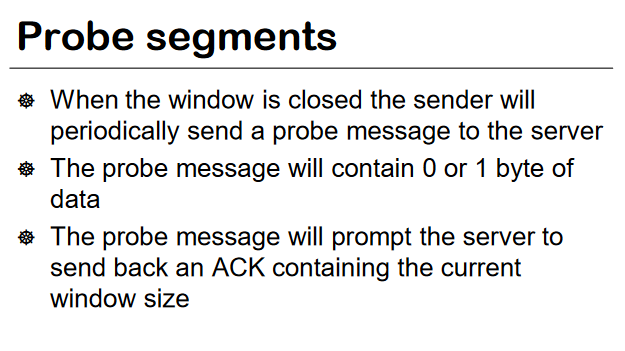 Probe segments
When the window is closed the sender will
periodically send a probe message to the server
The probe message will contain 0 or 1 byte of
data
The probe message will prompt the server to
send back an ACK containing the current
window size